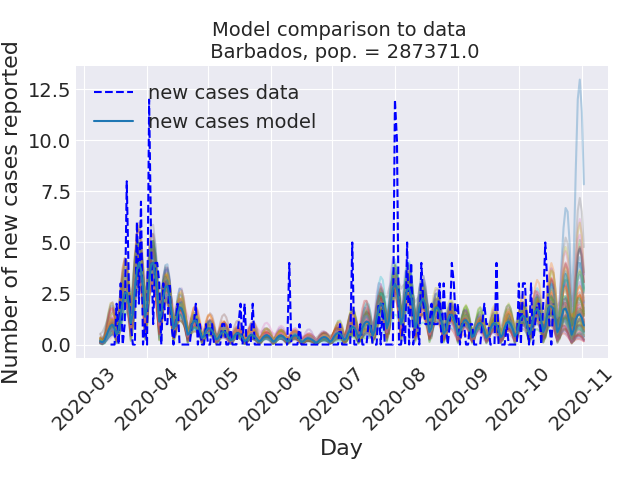 Model comparison to data
Barbados, pop. = 287371.0
Number of new cases reported
12.5
10.0
7.5
5.0
2.5
0.0
new cases data
new cases model
2020-03
2020-04
2020-05
2020-06
2020-07
2020-08
2020-09
2020-10
2020-11
Day